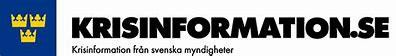 KRISINFORMATION.SE
Krisinformation från svenska myndigheter